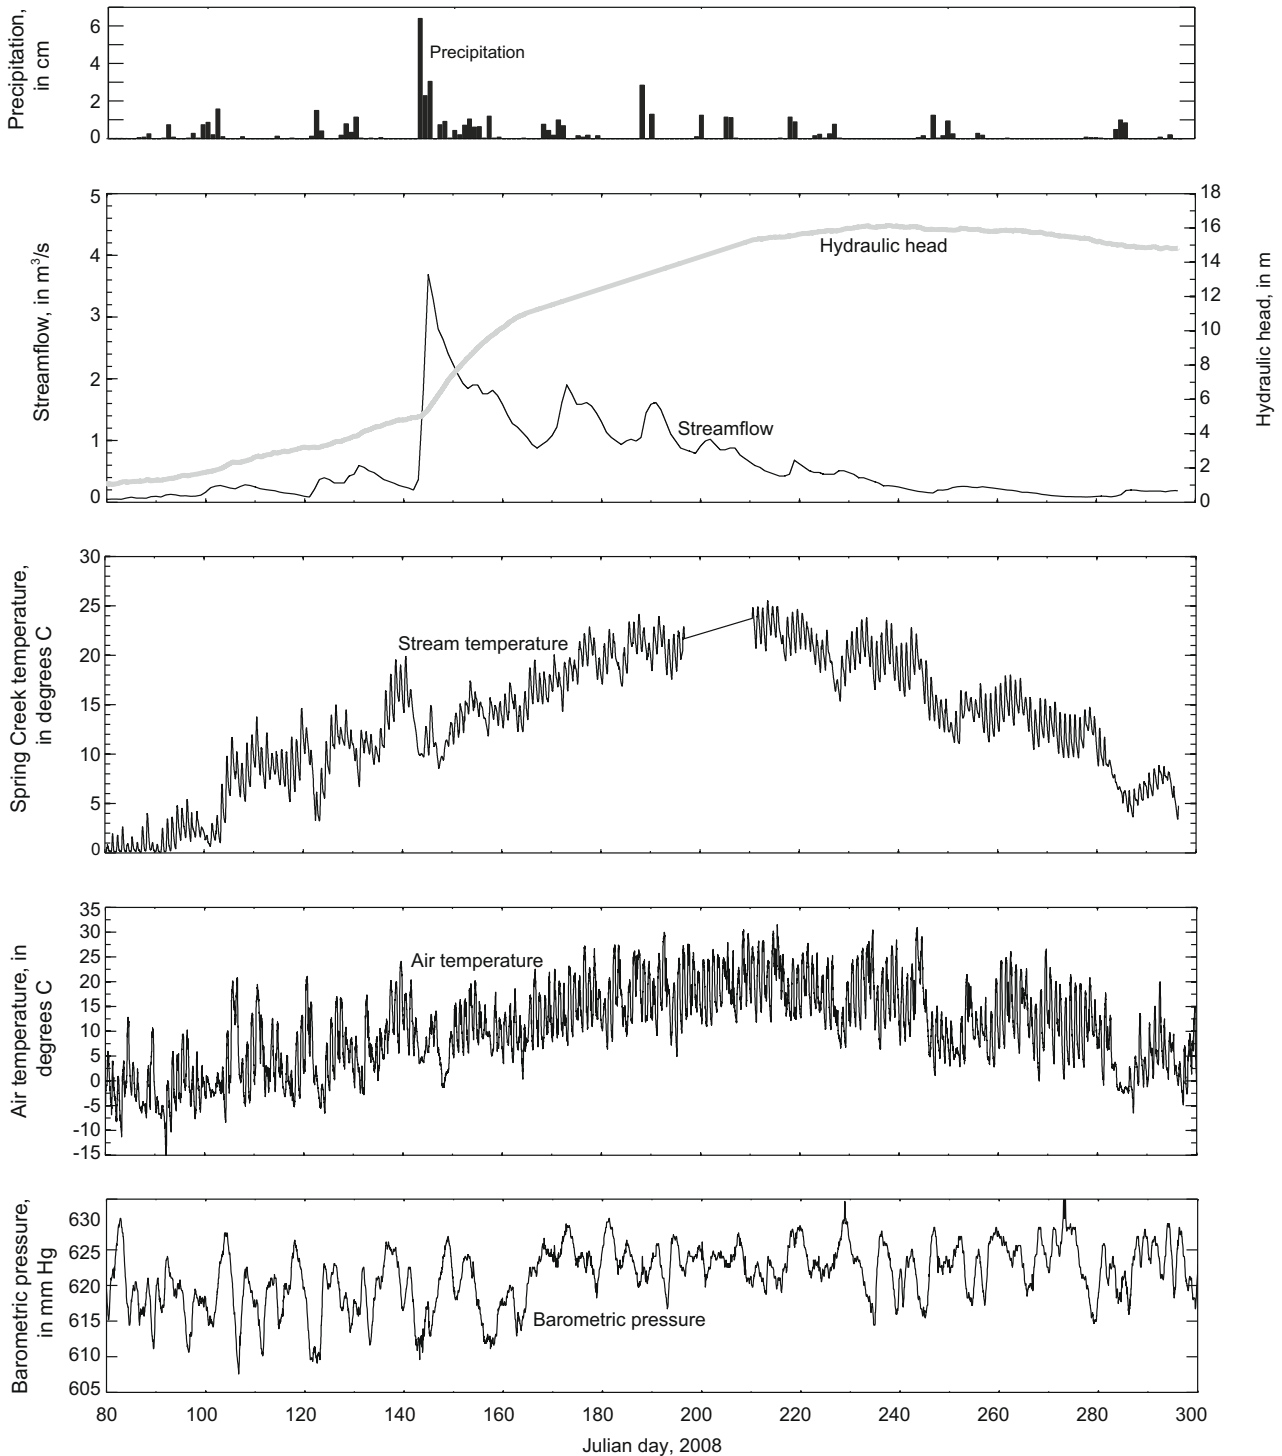 Precipitation,
in cm
6
4
2
0
Precipitation
Streamflow, in m³/s
5
4
3
2
1
0
Hydraulic head
Streamflow
18
16
14
12
10
8
6
4
2
0
Hydraulic head, in m
Spring Creek temperature,
in degrees C
30
25
20
15
10
5
0
Stream temperature
Air temperature, in
degrees C
35
30
25
20
15
10
5
0
-5
-10
-15
Air temperature
Barometric pressure,
in mm Hg
630
625
620
615
610
605
Barometric pressure
80 100 120 140 160 180 200 220 240 260 280 300
Julian day, 2008